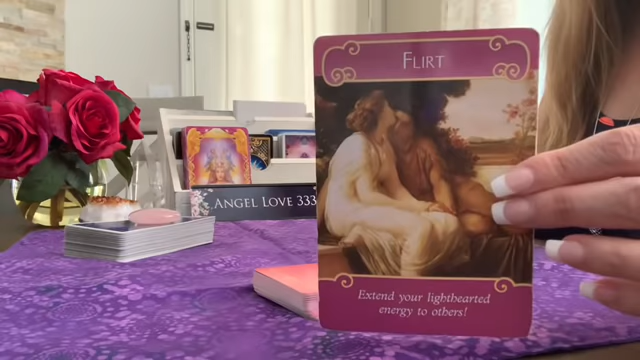 FLIRT
ANGEL LOVE 333
Extend your lighthearted
energy to others!